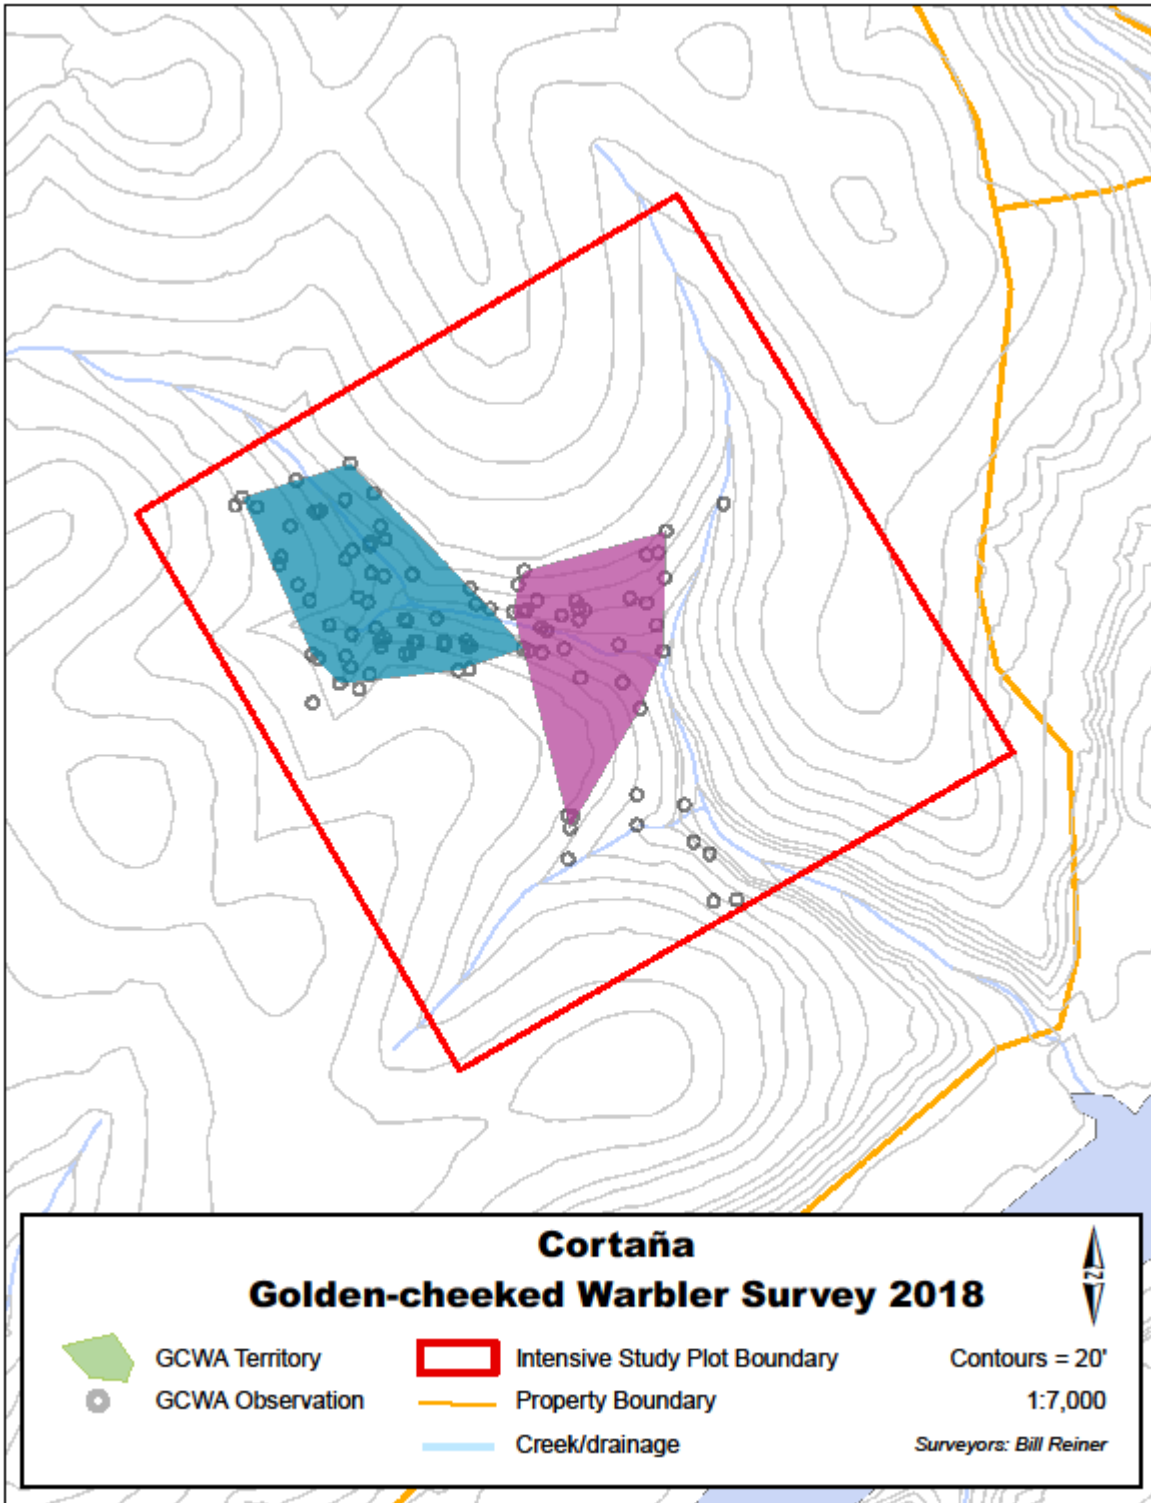 Cortaña
Golden-cheeked Warbler Survey 2018
N
GCWA Territory
Intensive Study Plot Boundary
Contours = 20'
GCWA Observation
Property Boundary
1:7,000
Creek/drainage
Surveyors: Bill Reiner